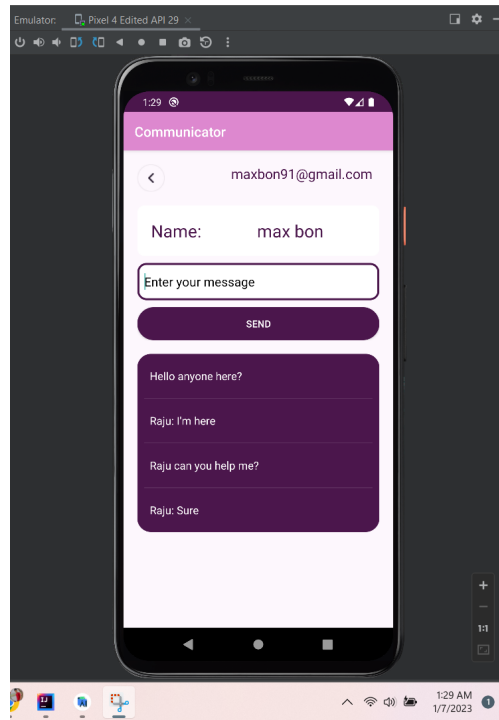 Emulator: Pixel 4 Edited API 29
1:29
Communicator
maxbon91@gmail.com
Name: max bon
Enter your message
SEND
Hello anyone here?
Raju: I'm here
Raju can you help me?
Raju: Sure
1:1
1:29 AM
1/7/2023
1